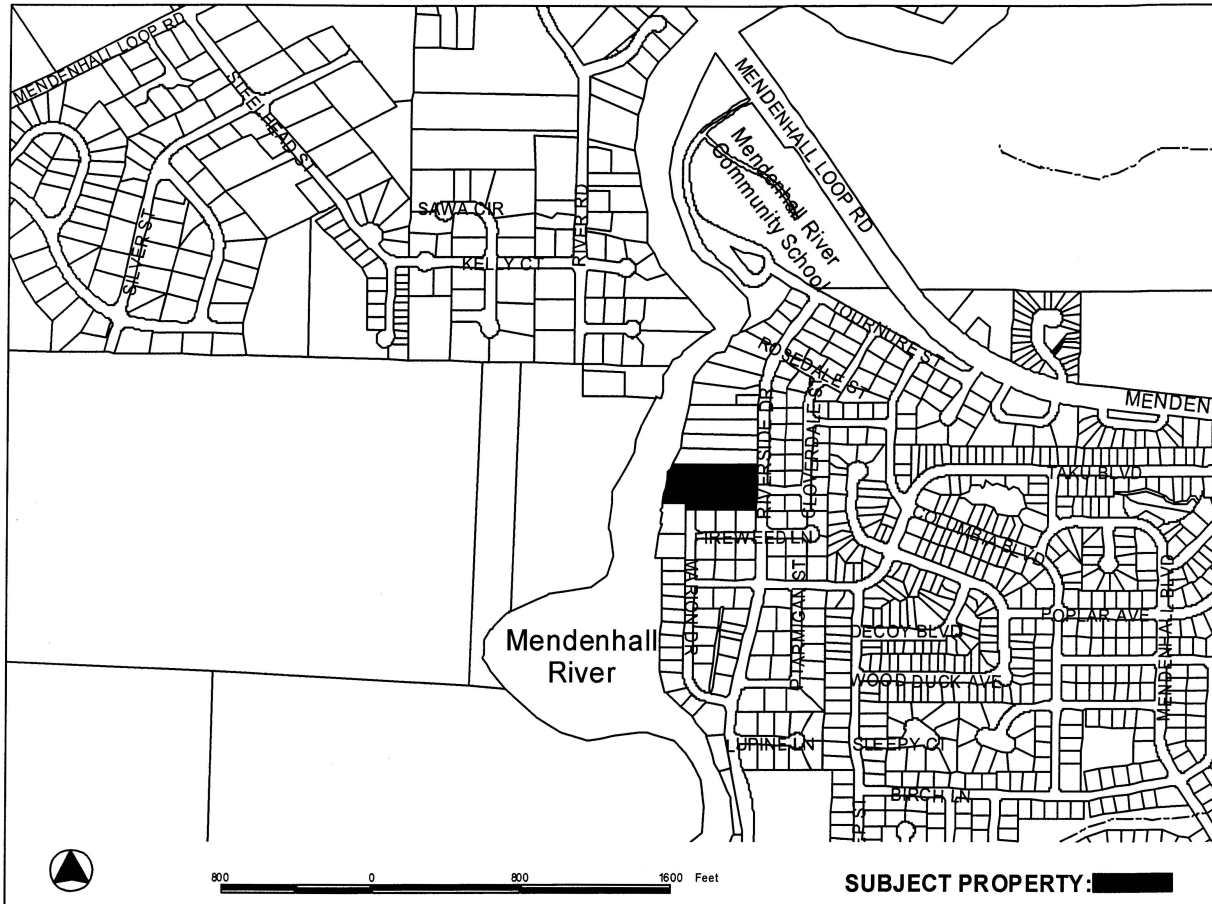 MENDENHALL LOOP RD
STEELHEAD ST
SILVER ST
SAWA CIR
KELLY CT
RIVER RD
MENDENHALL LOOP RD
Mendenhall River
Community School
TOURNURE ST
ROSEDALE ST
MENDEN
RIVERSIDE DR
CLOVERDALE ST
TAKU BLVD
COLUMBIA BLVD
IREWEED LN
MARION DR
PTARMIGAN ST
DECOY BLVD
POPLAR AVE
MENDENHALL BLVD
WOOD DUCK AVE
Mendenhall
River
LUPINE LN
SLEEPY CT
BIRCH LN
P ST
800 0 800 1600 Feet
SUBJECT PROPERTY: